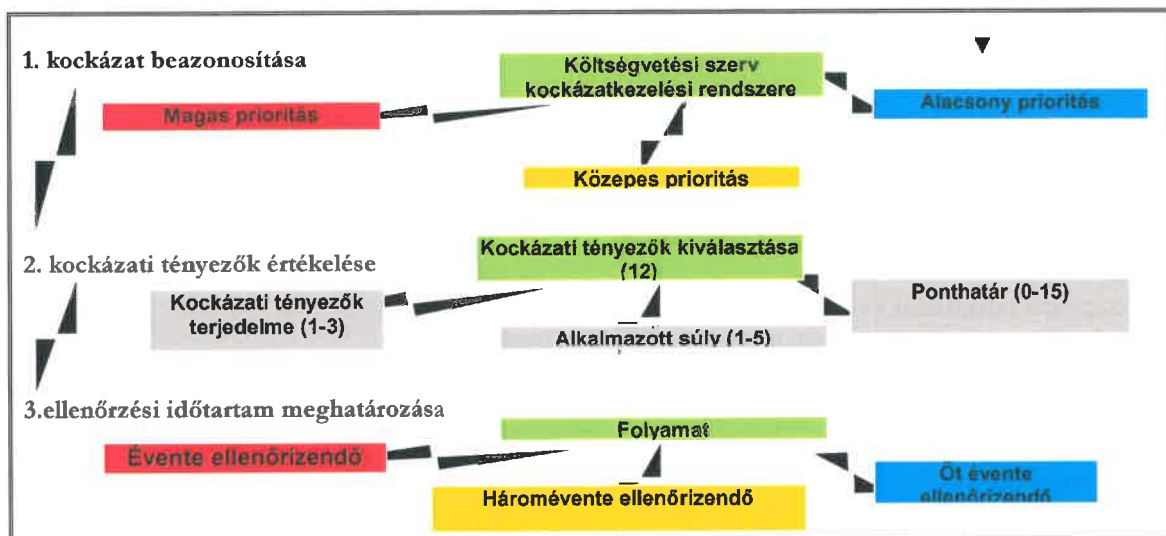 1. kockázat beazonosítása
Költségvetési szerv
kockázatkezelési rendszere
Magas prioritás
Alacsony prioritás
Közepes prioritás
2. kockázati tényezők értékelése
Kockázati tényezők kiválasztása
(12)
Kockázati tényezők
terjedelme (1-3)
Ponthatár (0-15)
Alkalmazott súly (1-5)
3.ellenőrzési időtartam meghatározása
Folyamat
Évente ellenőrizendő
Háromévente ellenőrizendő
Öt évente
ellenőrizendő